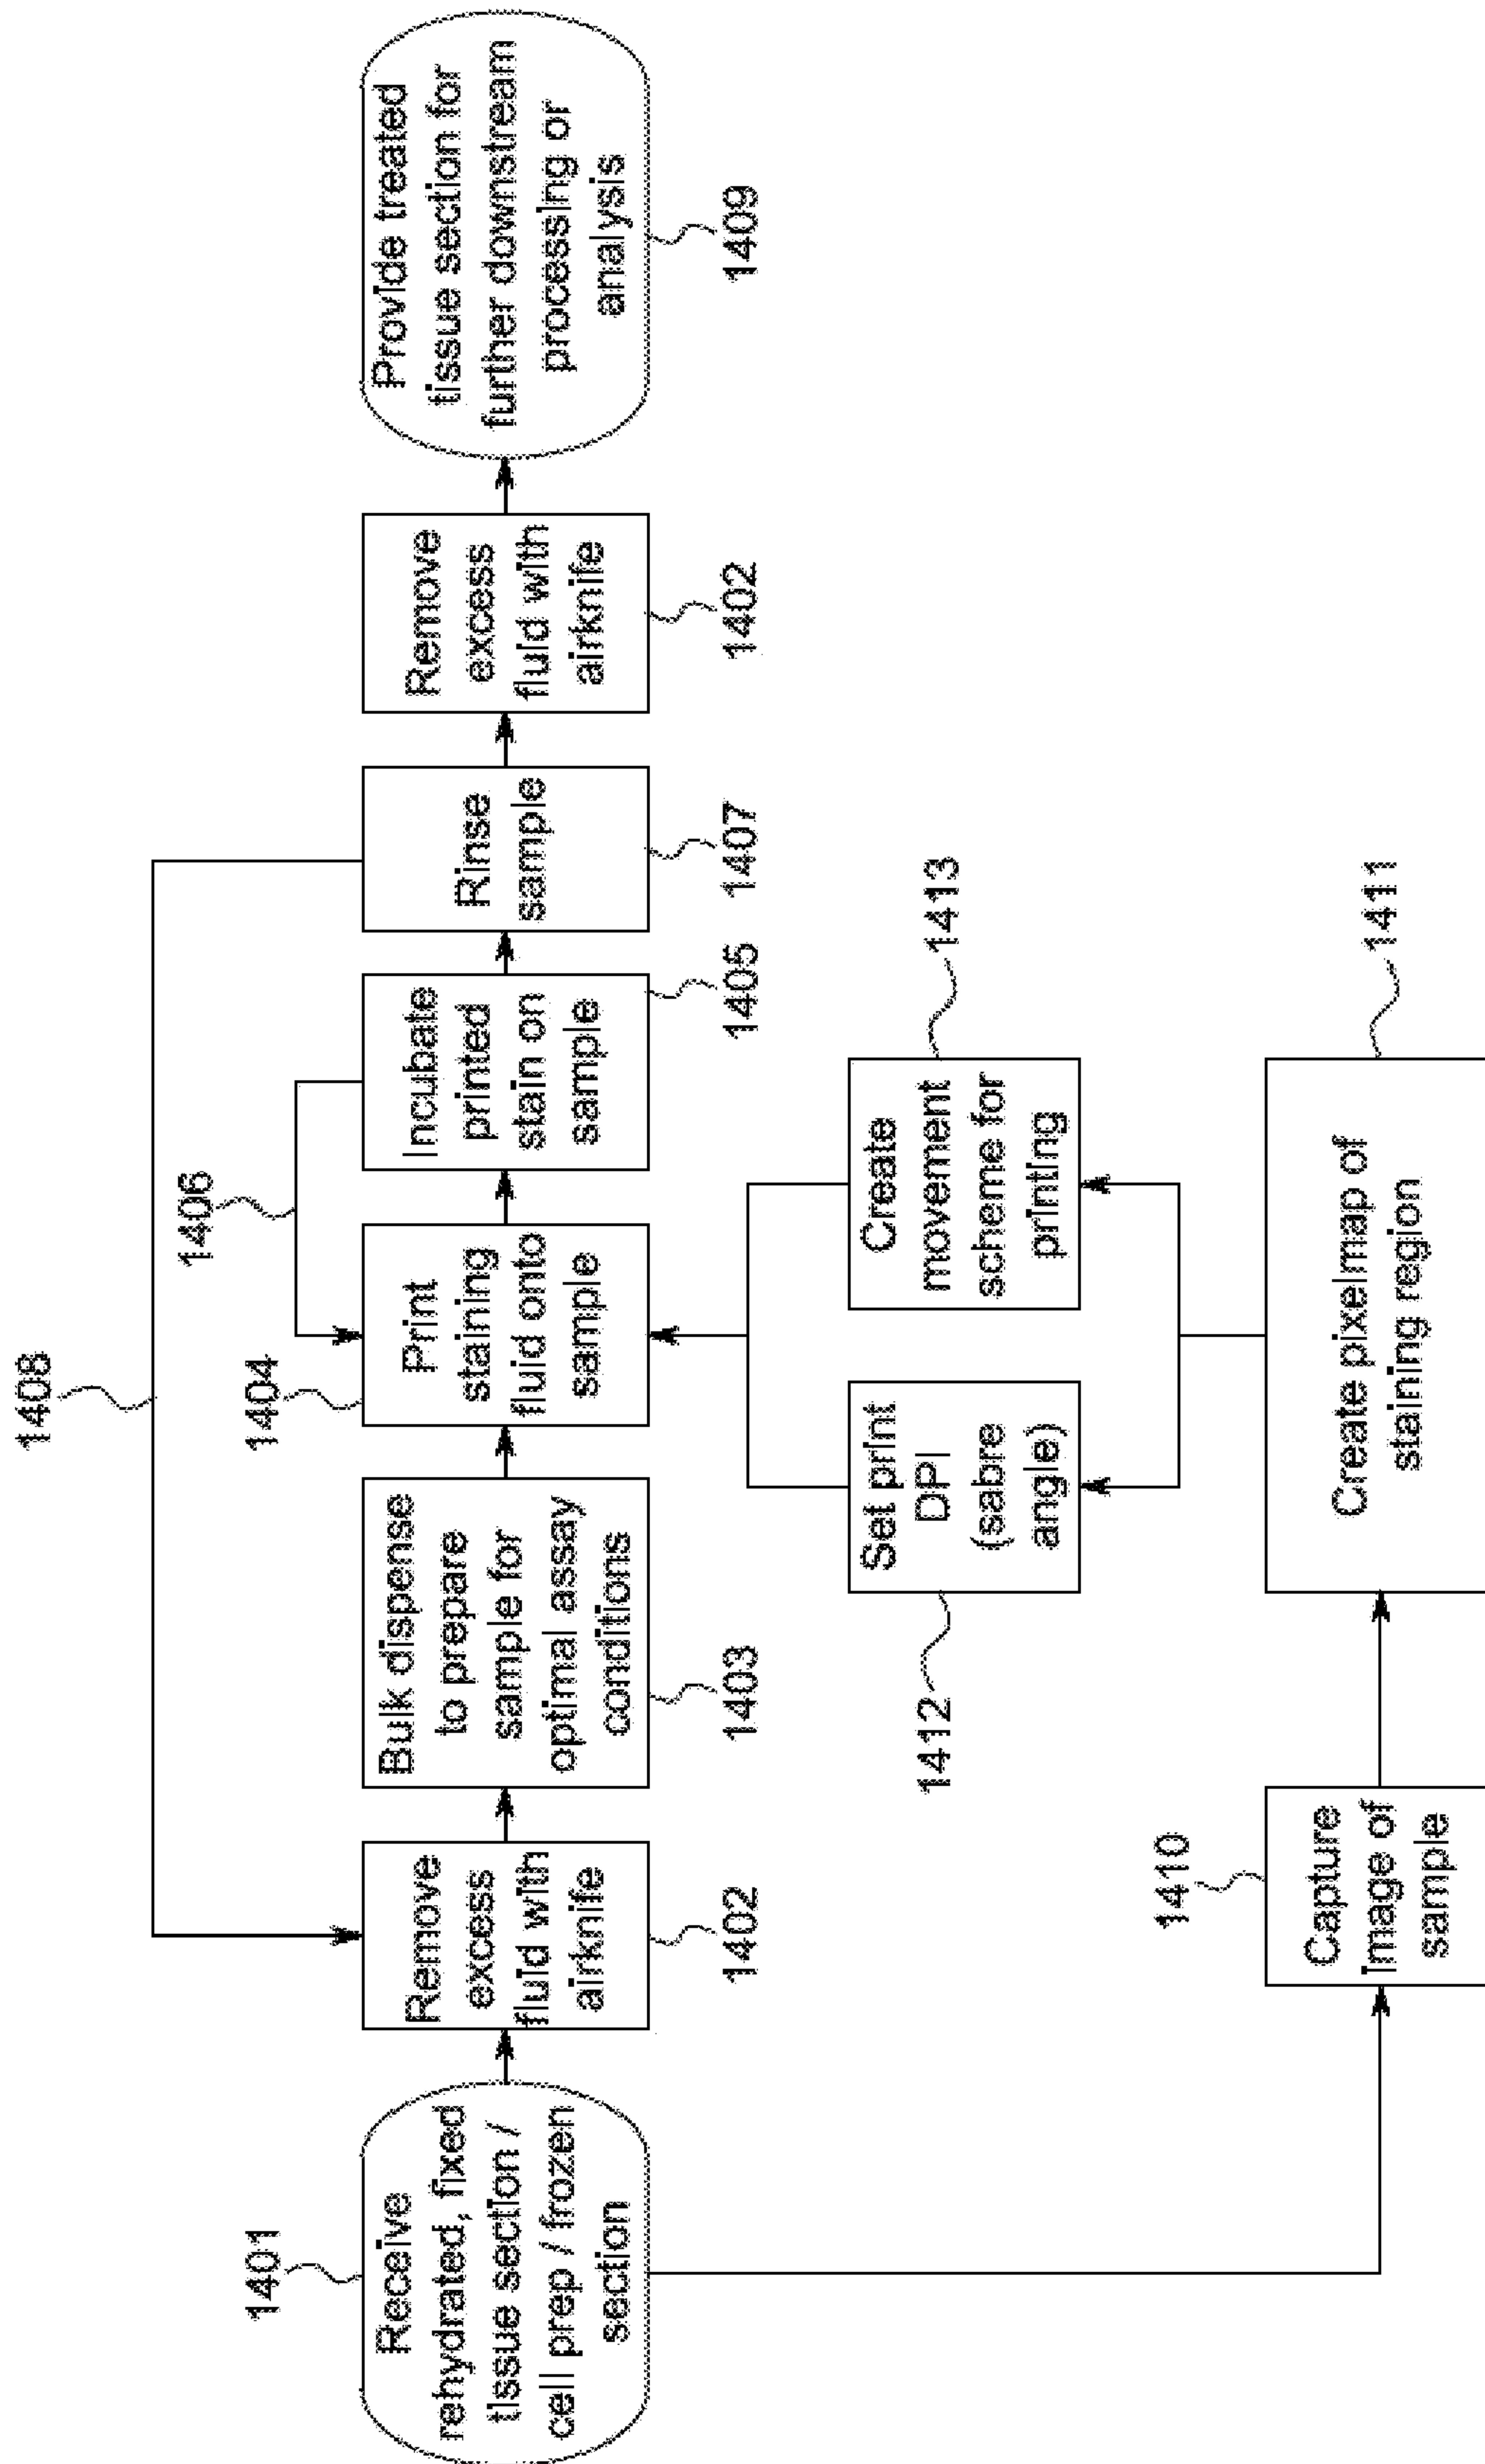 1408
1406
1401
Receive
rehydrated, fixed
tissue section /
cell prep / frozen
section
Remove
excess
fluid with
airknife
1402
Bulk dispense
to prepare
sample for
optimal assay
conditions
1403
1404
Print
staining
fluid onto
sample
Incubate
printed
stain on
sample
1405
Rinse
sample
1407
Remove
excess
fluid with
airknife
1402
Provide treated
tissue section for
further downstream
processing or
analysis
1409
1412
Set print
DPI
(sabre
angle)
Create
movement
scheme for
printing
1413
1410
Capture
image of
sample
Create pixelmap of
staining region
1411